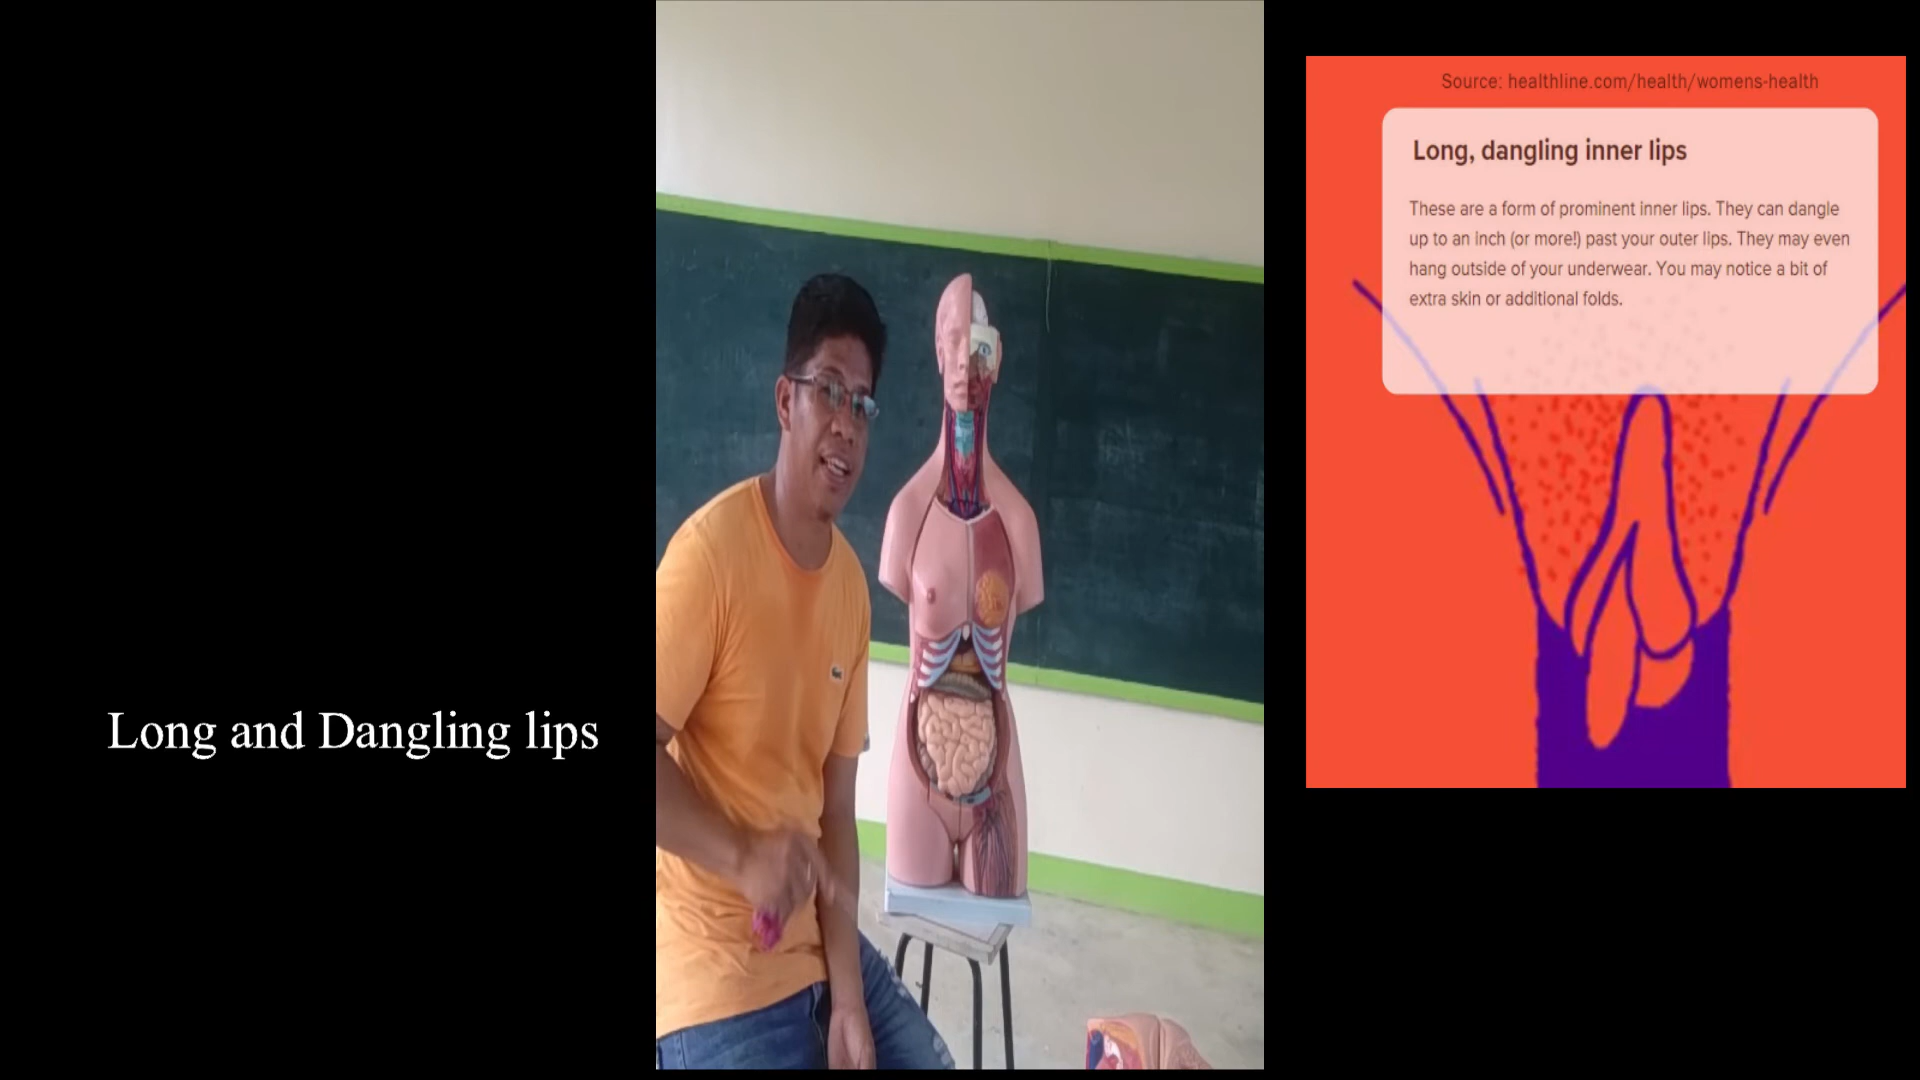 Long and Dangling lips
Source: healthline.com/health/womens-health
Long, dangling inner lips
These are a form of prominent inner lips. They can dangle
up to an inch (or more!) past your outer lips. They may even
hang outside of your underwear. You may notice a bit of
extra skin or additional folds.